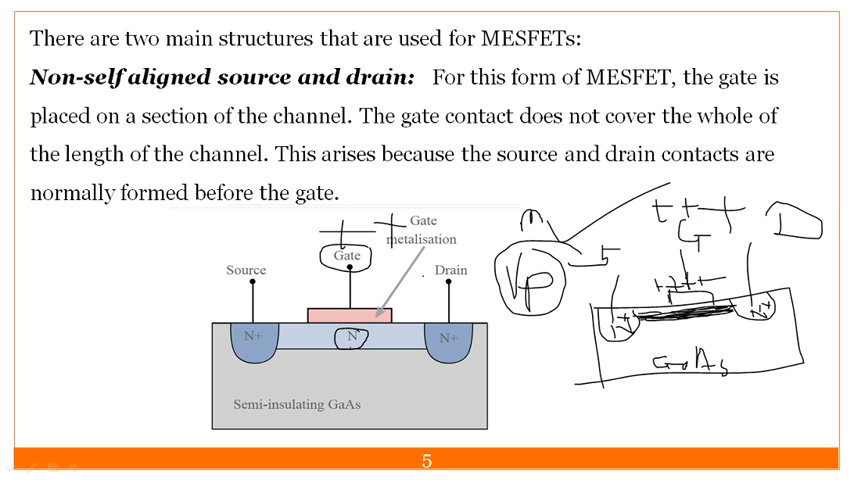 There are two main structures that are used for MESFETs:
Non-self aligned source and drain: For this form of MESFET, the gate is
placed on a section of the channel. The gate contact does not cover the whole of
the length of the channel. This arises because the source and drain contacts are
normally formed before the gate.
Gate
metalisation
Source
Gate
Drain
N+
N
N+
Semi-insulating GaAs
Vp
G
D
N+
N+
GaAs
5